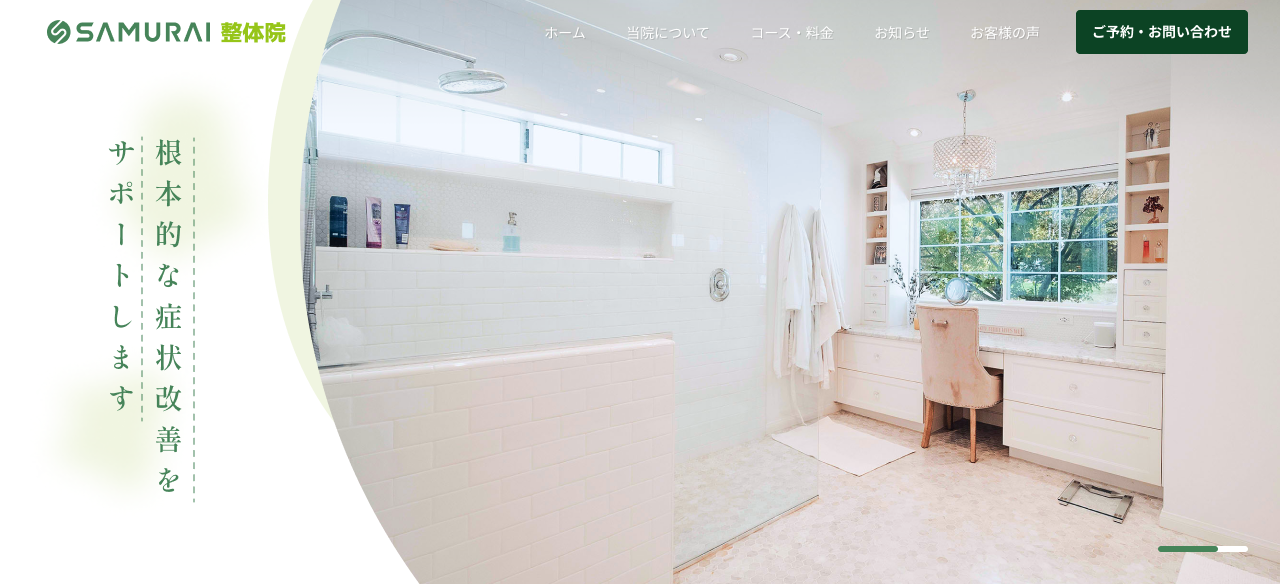 SAMURAI 整体院
ホーム
当院について
コース・料金
お知らせ
お客様の声
ご予約・お問い合わせ
根本的な症状改善を
サポートします